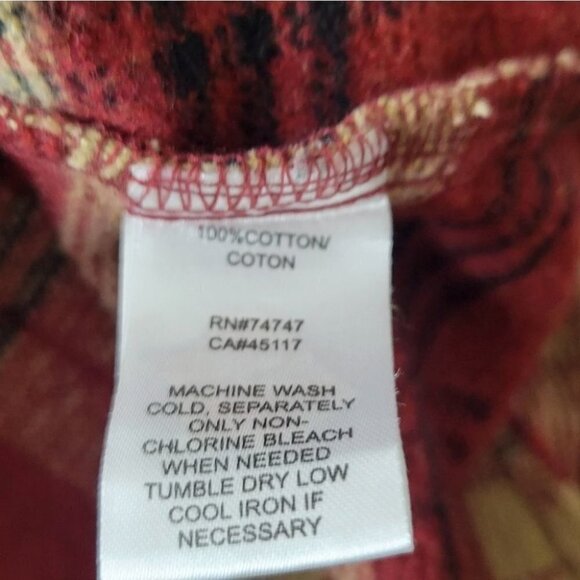 100%COTTON/
COTON
RN#74747
CA#45117
MACHINE WASH
COLD, SEPARATELY
ONLY NON-
CHLORINE BLEACH
WHEN NEEDED
TUMBLE DRY LOW
COOL IRON IF
NECESSARY